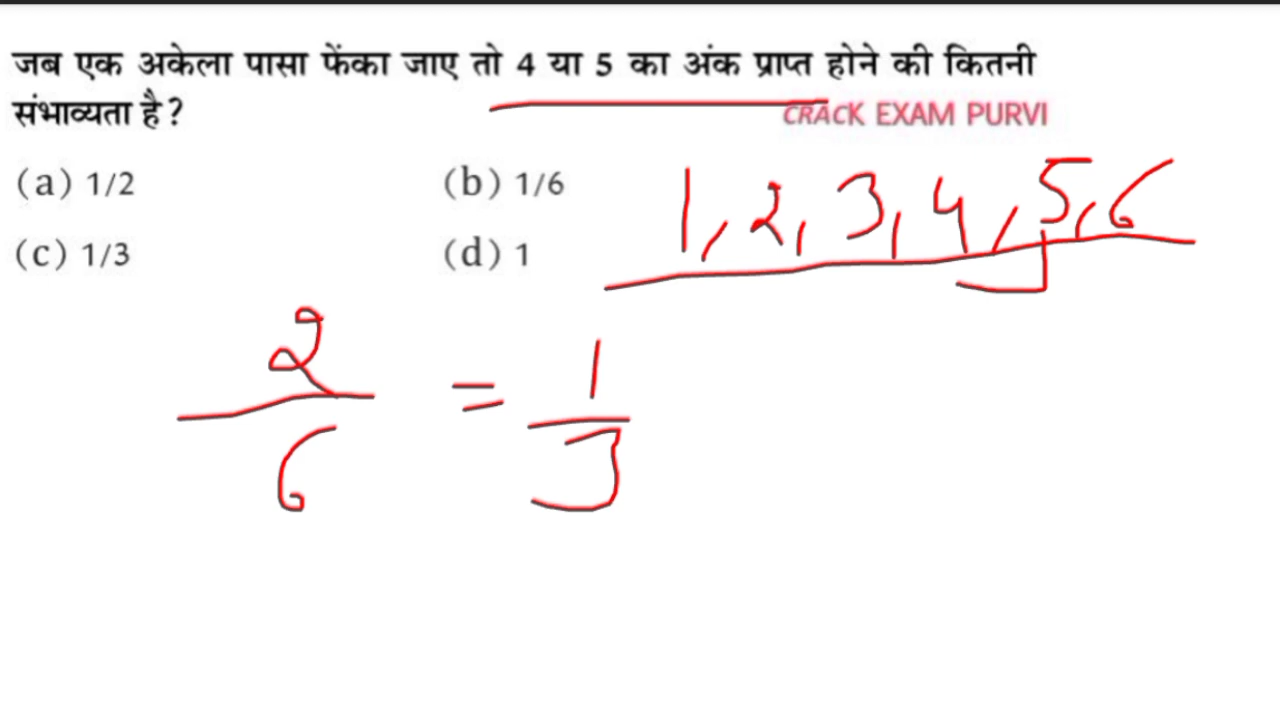 जब एक अकेला पासा फेंका जाए तो 4 या 5 का अंक प्राप्त होने की कितनी
संभाव्यता है?
CRACK EXAM PURVI
(a) 1/2 (b) 1/6
(c) 1/3 (d) 1
1, 2, 3, 4, 5, 6
2/6 = 1/3